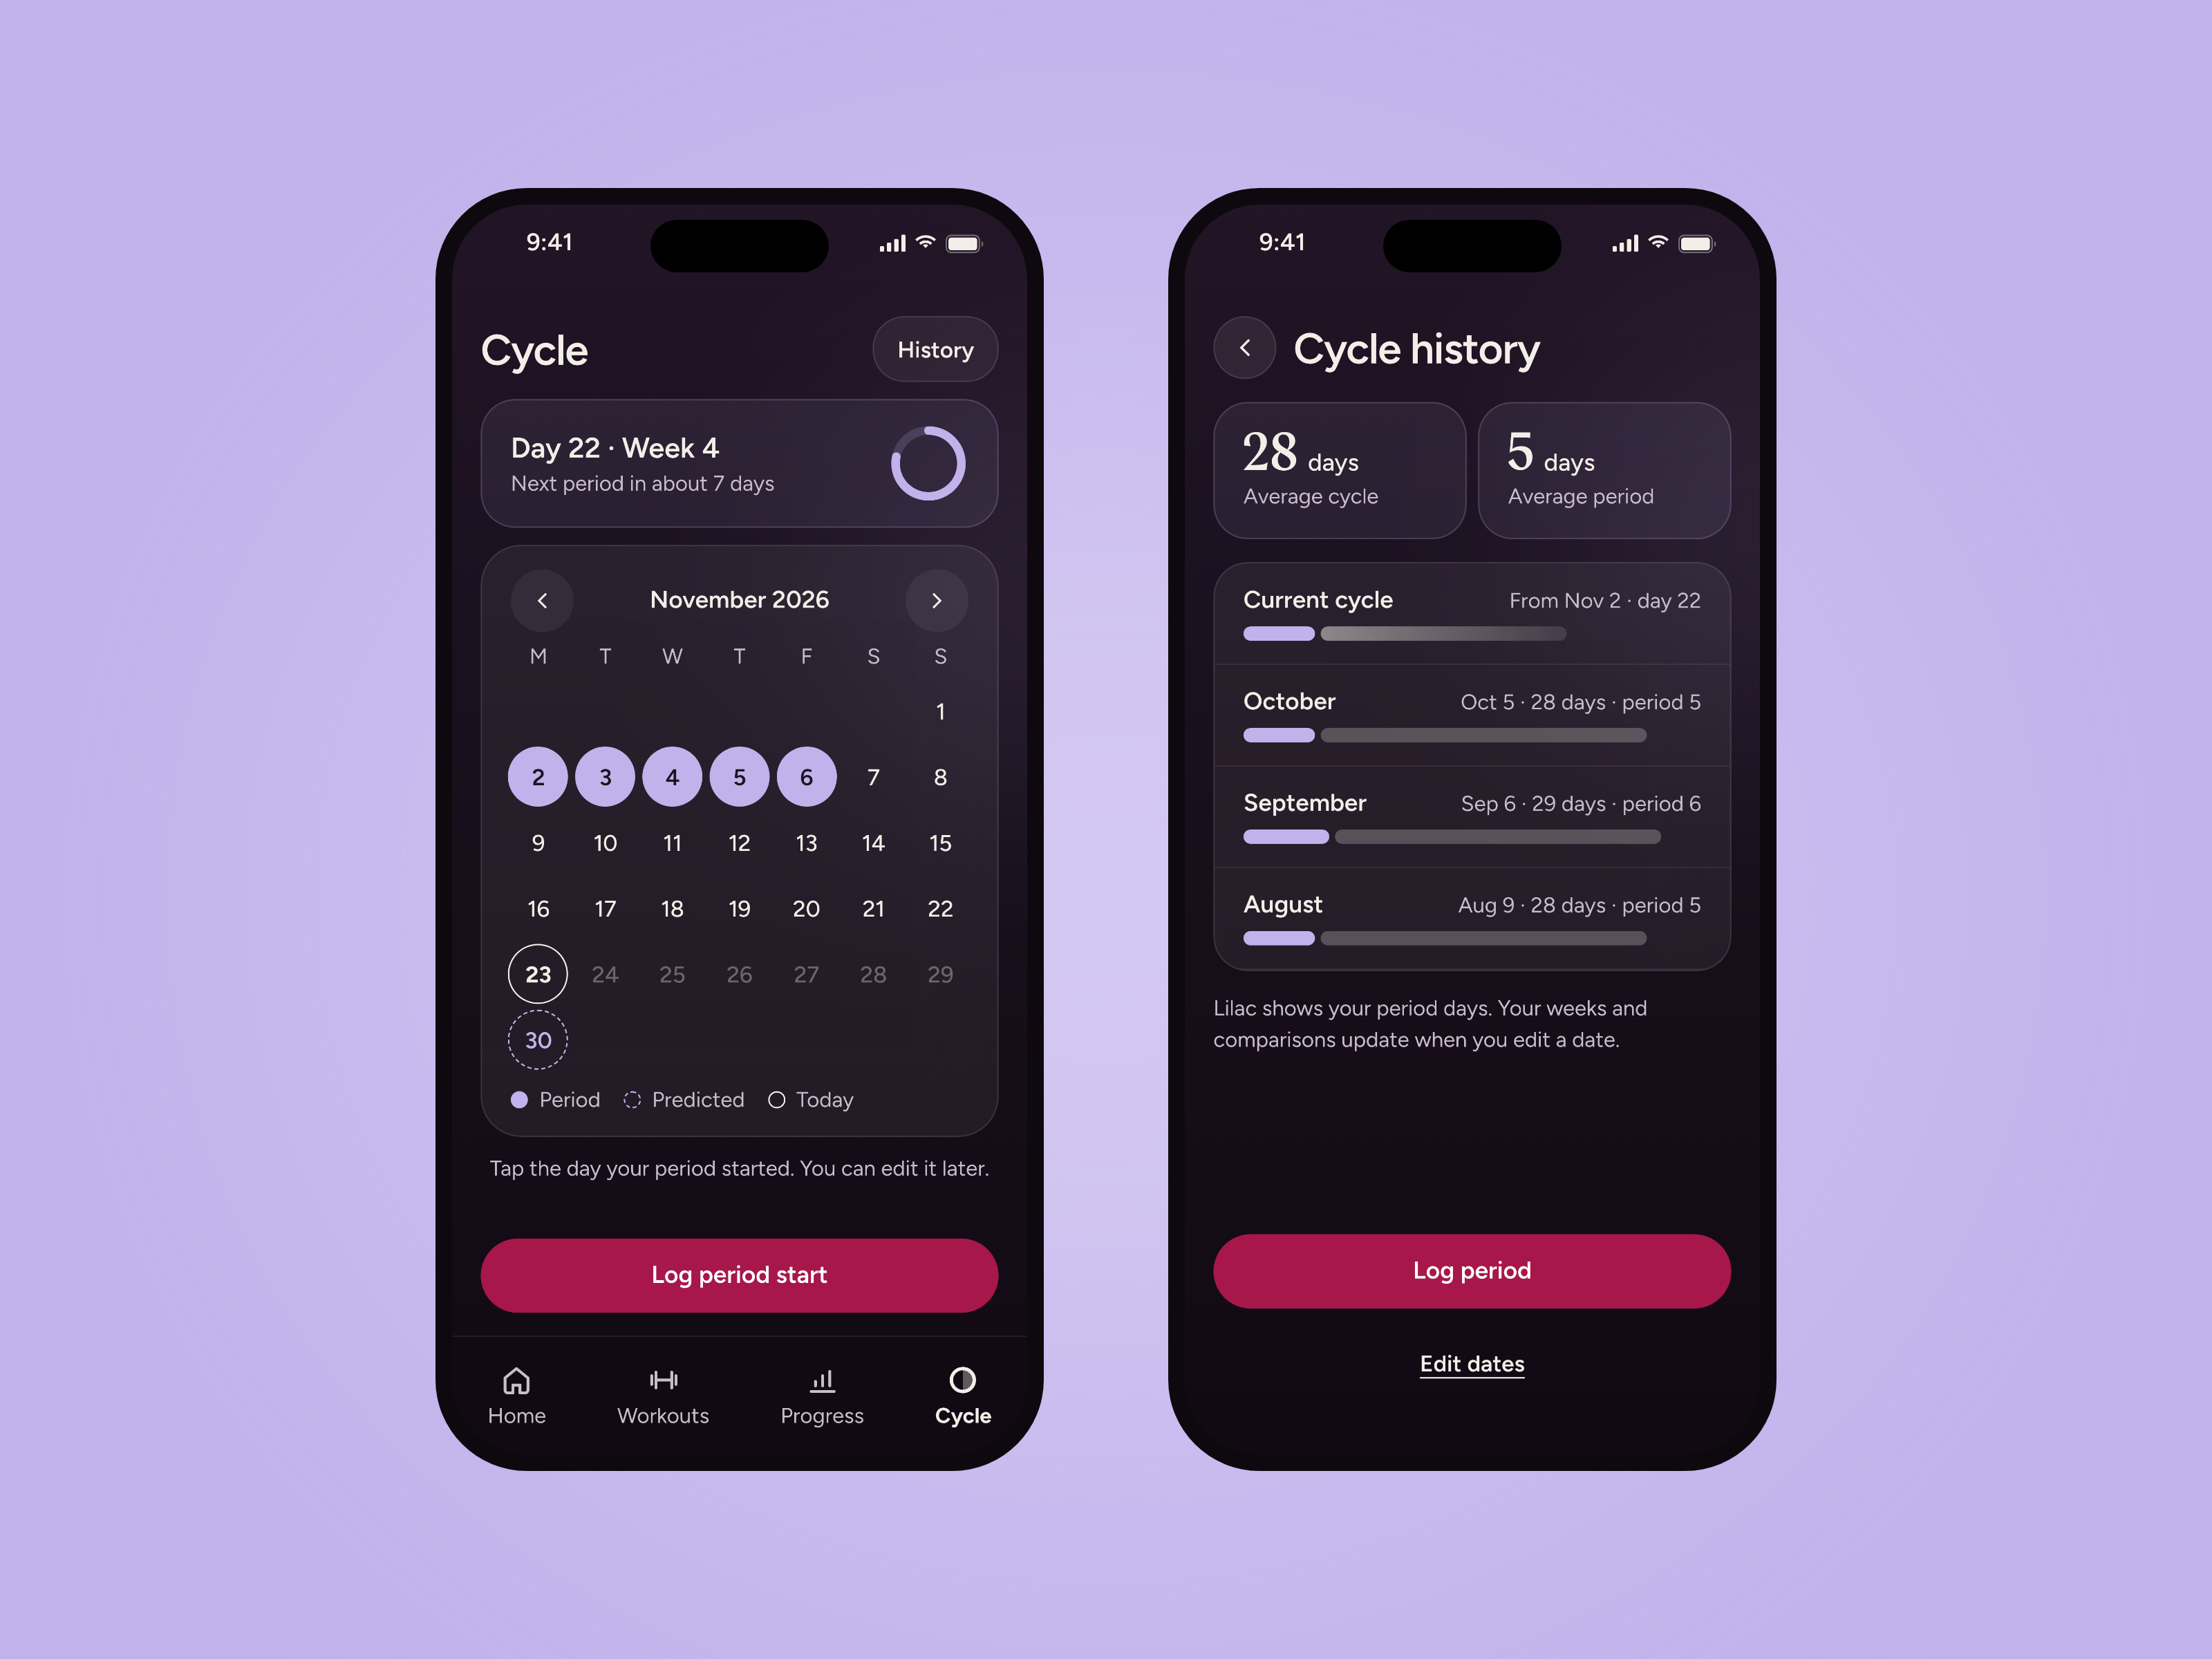 9:41
Cycle
History
Day 22 · Week 4
Next period in about 7 days
November 2026
M T W T F S S
1
2 3 4 5 6 7 8
9 10 11 12 13 14 15
16 17 18 19 20 21 22
23 24 25 26 27 28 29
30
Period Predicted Today
Tap the day your period started. You can edit it later.
Log period start
Home Workouts Progress Cycle
9:41
Cycle history
28 days
Average cycle
5 days
Average period
Current cycle From Nov 2 · day 22
October Oct 5 · 28 days · period 5
September Sep 6 · 29 days · period 6
August Aug 9 · 28 days · period 5
Lilac shows your period days. Your weeks and
comparisons update when you edit a date.
Log period
Edit dates